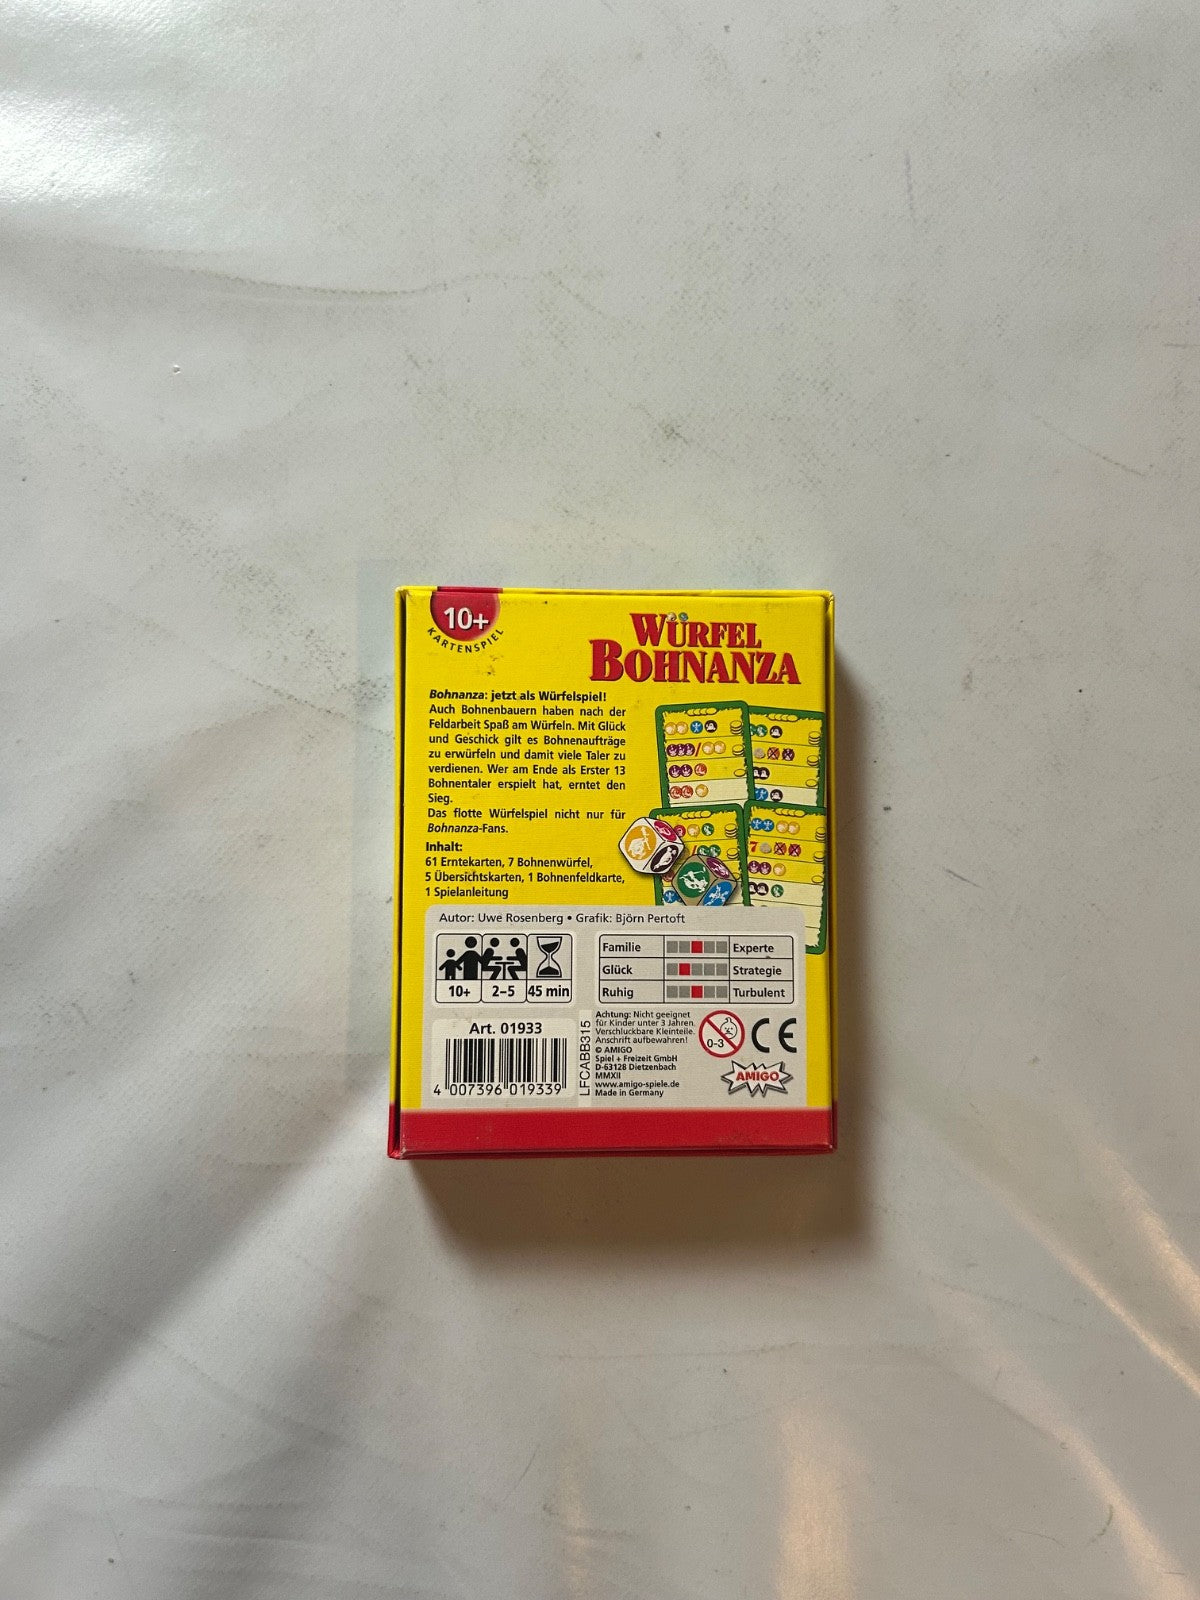 10+
KARTENSPIEL
WÜRFEL
BOHNANZA
Bohnanza: jetzt als Würfelspiel!
Auch Bohnenbauern haben nach der
Feldarbeit Spaß am Würfeln. Mit Glück
und Geschick gilt es Bohnenaufträge
zu erwürfeln und damit viele Taler zu
verdienen. Wer am Ende als Erster 13
Bohnentaler erspielt hat, erntet den
Sieg.
Das flotte Würfelspiel nicht nur für
Bohnanza-Fans.
Inhalt:
61 Erntekarten, 7 Bohnenwürfel,
5 Übersichtskarten, 1 Bohnenfeldkarte,
1 Spielanleitung
7
Autor: Uwe Rosenberg • Grafik: Björn Pertoft
10+ 2–5 45 min
Familie Experte
Glück Strategie
Ruhig Turbulent
Art. 01933
4 007396 019339
LFCABB315
Achtung: Nicht geeignet
für Kinder unter 3 Jahren.
Verschluckbare Kleinteile.
Anschrift aufbewahren!
© AMIGO
Spiel + Freizeit GmbH
D-63128 Dietzenbach
MMXII
www.amigo-spiele.de
Made in Germany
0-3
CE
AMIGO